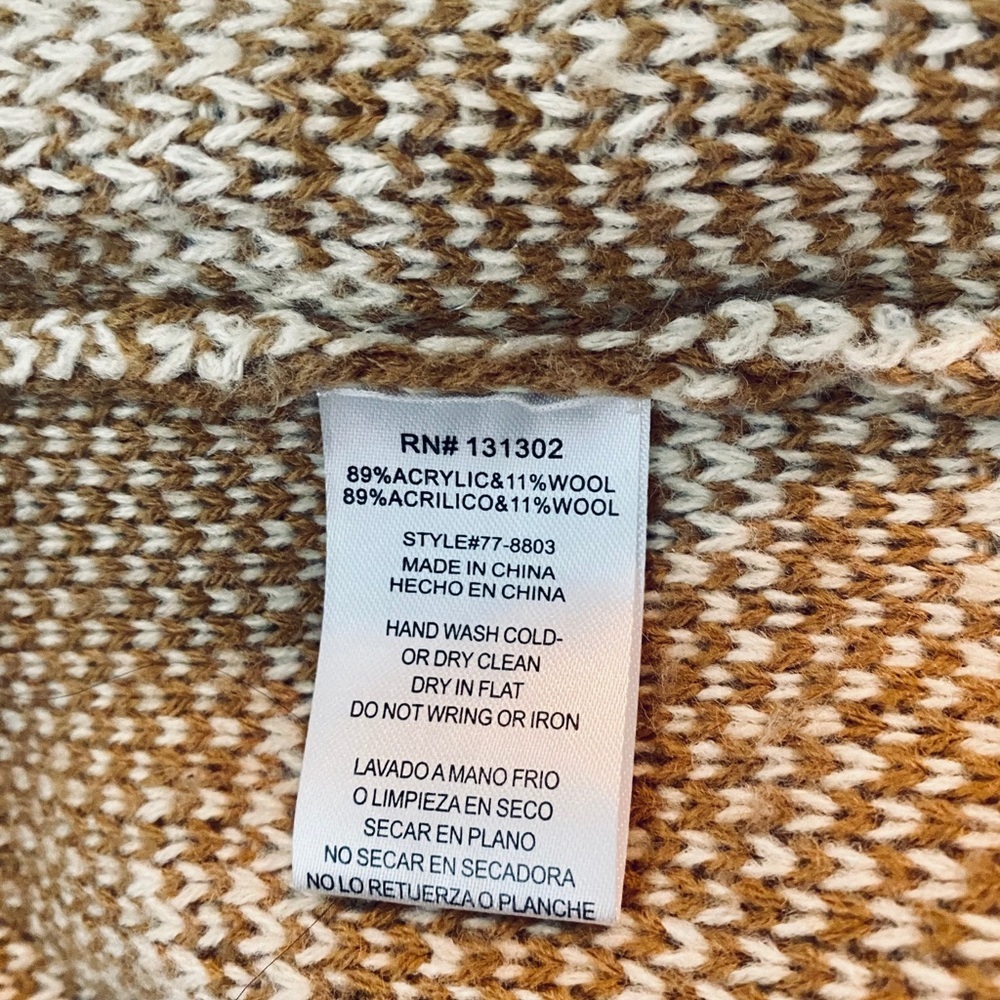 RN# 131302
89%ACRYLIC&11%WOOL
89%ACRILICO&11%WOOL
STYLE#77-8803
MADE IN CHINA
HECHO EN CHINA
HAND WASH COLD-
OR DRY CLEAN
DRY IN FLAT
DO NOT WRING OR IRON
LAVADO A MANO FRIO
O LIMPIEZA EN SECO
SECAR EN PLANO
NO SECAR EN SECADORA
NO LO RETUERZA O PLANCHE